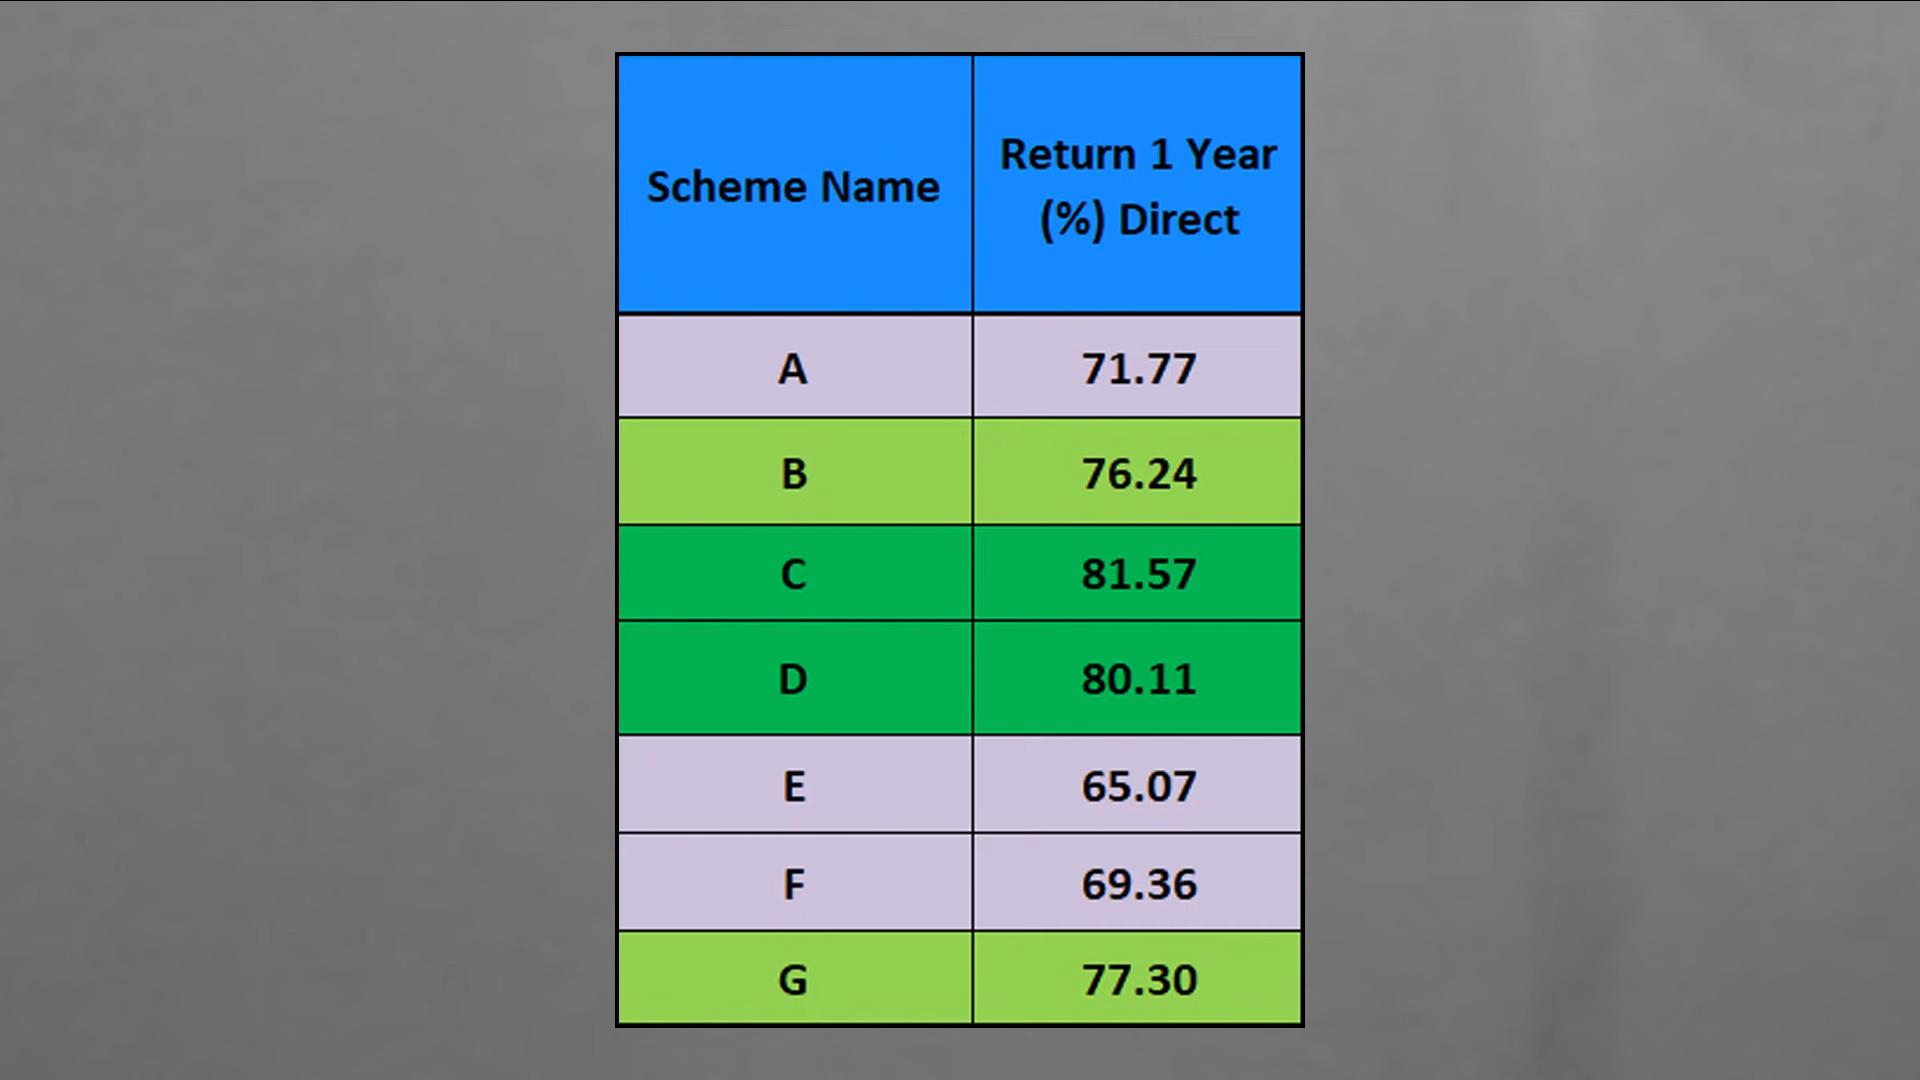 Scheme Name
Return 1 Year
(%) Direct
A 71.77
B 76.24
C 81.57
D 80.11
E 65.07
F 69.36
G 77.30